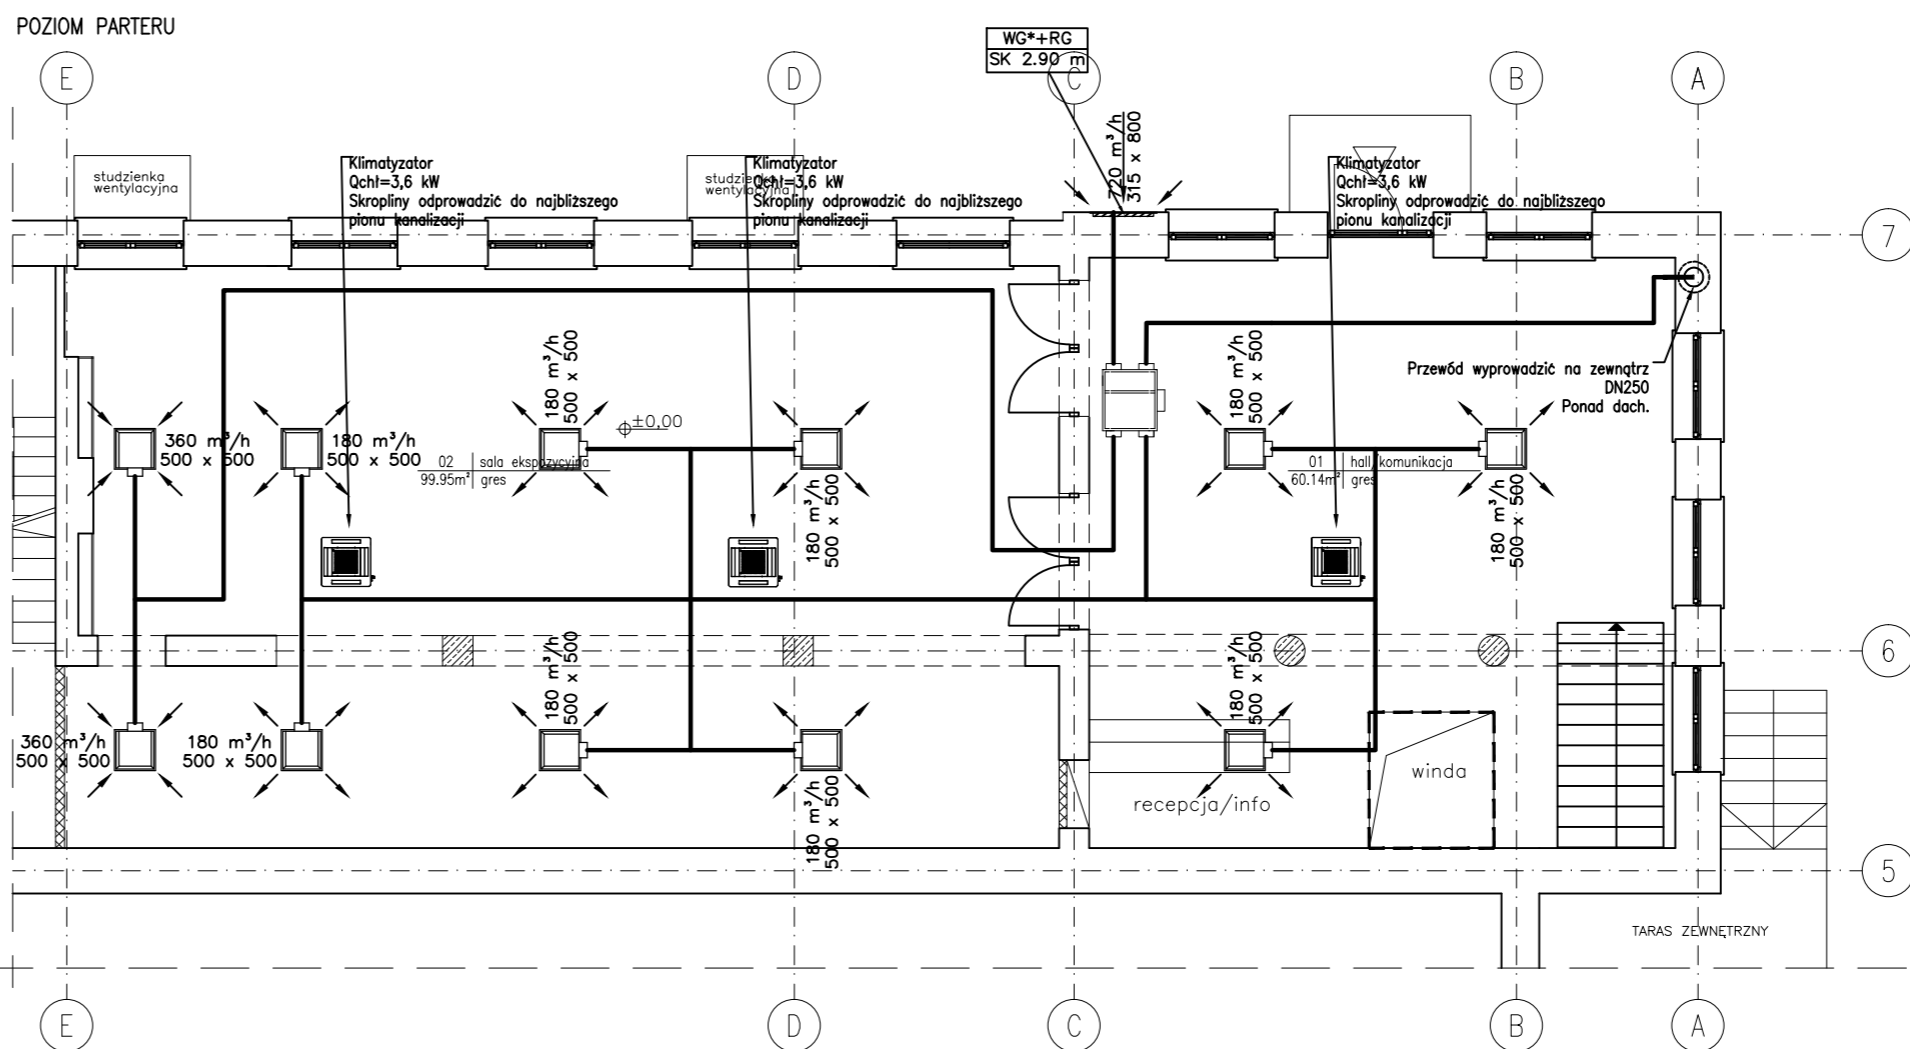 POZIOM PARTERU
WG*+RG
SK 2.90 m
E
D
C
B
A
720 m³/h
315 x 800
studzienka
wentylacyjna
Klimatyzator
Qchł=3,6 kW
Skropliny odprowadzić do najbliższego
pionu kanalizacji
studzienka
wentylacyjna
Klimatyzator
Qchł=3,6 kW
Skropliny odprowadzić do najbliższego
pionu kanalizacji
Klimatyzator
Qchł=3,6 kW
Skropliny odprowadzić do najbliższego
pionu kanalizacji
7
Przewód wyprowadzić na zewnątrz
DN250
Ponad dach.
360 m³/h
500 x 500
180 m³/h
500 x 500
180 m³/h
500 x 500
±0,00
02 sala ekspozycyjna
99.95m² gres
180 m³/h
500 x 500
180 m³/h
500 x 500
01 hall/komunikacja
60.14m² gres
180 m³/h
500 x 500
6
360 m³/h
500 x 500
180 m³/h
500 x 500
180 m³/h
500 x 500
180 m³/h
500 x 500
180 m³/h
500 x 500
winda
recepcja/info
5
TARAS ZEWNĘTRZNY
E
D
C
B
A